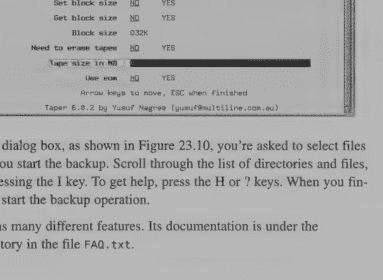 Set block size NO YES
Get block size NO YES
Block size 032K
Need to erase tapes NO YES
Tape size in MB :
Use eom NO YES
Arrow keys to move, ESC when finished
Taper 6.8.2 by Yusuf Nagree (yusuf@multiline.com.au)
dialog box, as shown in Figure 23.10, you're asked to select files
ou start the backup. Scroll through the list of directories and files,
essing the I key. To get help, press the H or ? keys. When you fin-
start the backup operation.
as many different features. Its documentation is under the
tory in the file FAQ.txt.